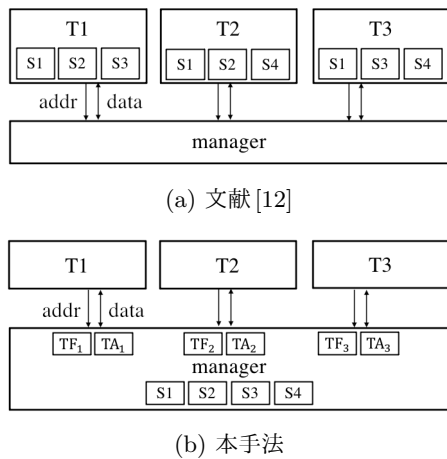 T1 T2 T3
S1 S2 S3 S1 S2 S4 S1 S3 S4
addr data
manager
(a) 文献[12]
T1 T2 T3
addr data
TF₁ TA₁ TF₂ TA₂ TF₃ TA₃
manager
S1 S2 S3 S4
(b) 本手法